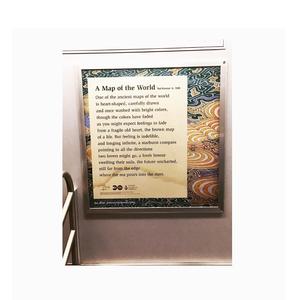 A Map of the World Ted Kooser
One of the ancient maps of the world
is heart-shaped, carefully drawn
and once washed with bright colors,
though the colors have faded
as you might expect feelings to fade
from a fragile old heart, the brown map
of a life. But feeling is indelible,
and longing infinite, a starburst compass
pointing in all the directions
two lovers might go, a fresh breeze
swelling their sails, the future uncharted,
still far from the edge
where the sea pours into the stars.